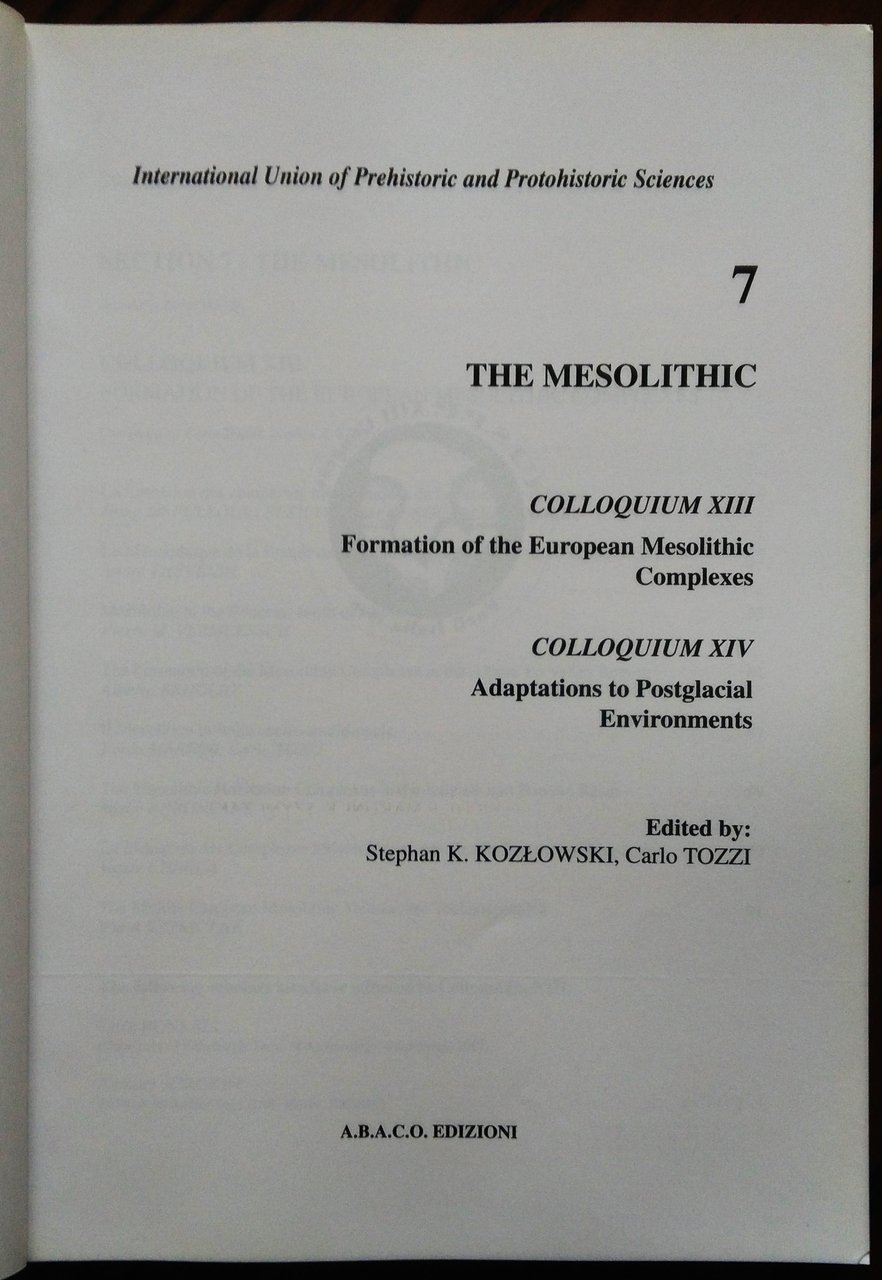 International Union of Prehistoric and Protohistoric Sciences
7
THE MESOLITHIC
COLLOQUIUM XIII
Formation of the European Mesolithic
Complexes
COLLOQUIUM XIV
Adaptations to Postglacial
Environments
Edited by:
Stephan K. KOZŁOWSKI, Carlo TOZZI
A.B.A.C.O. EDIZIONI